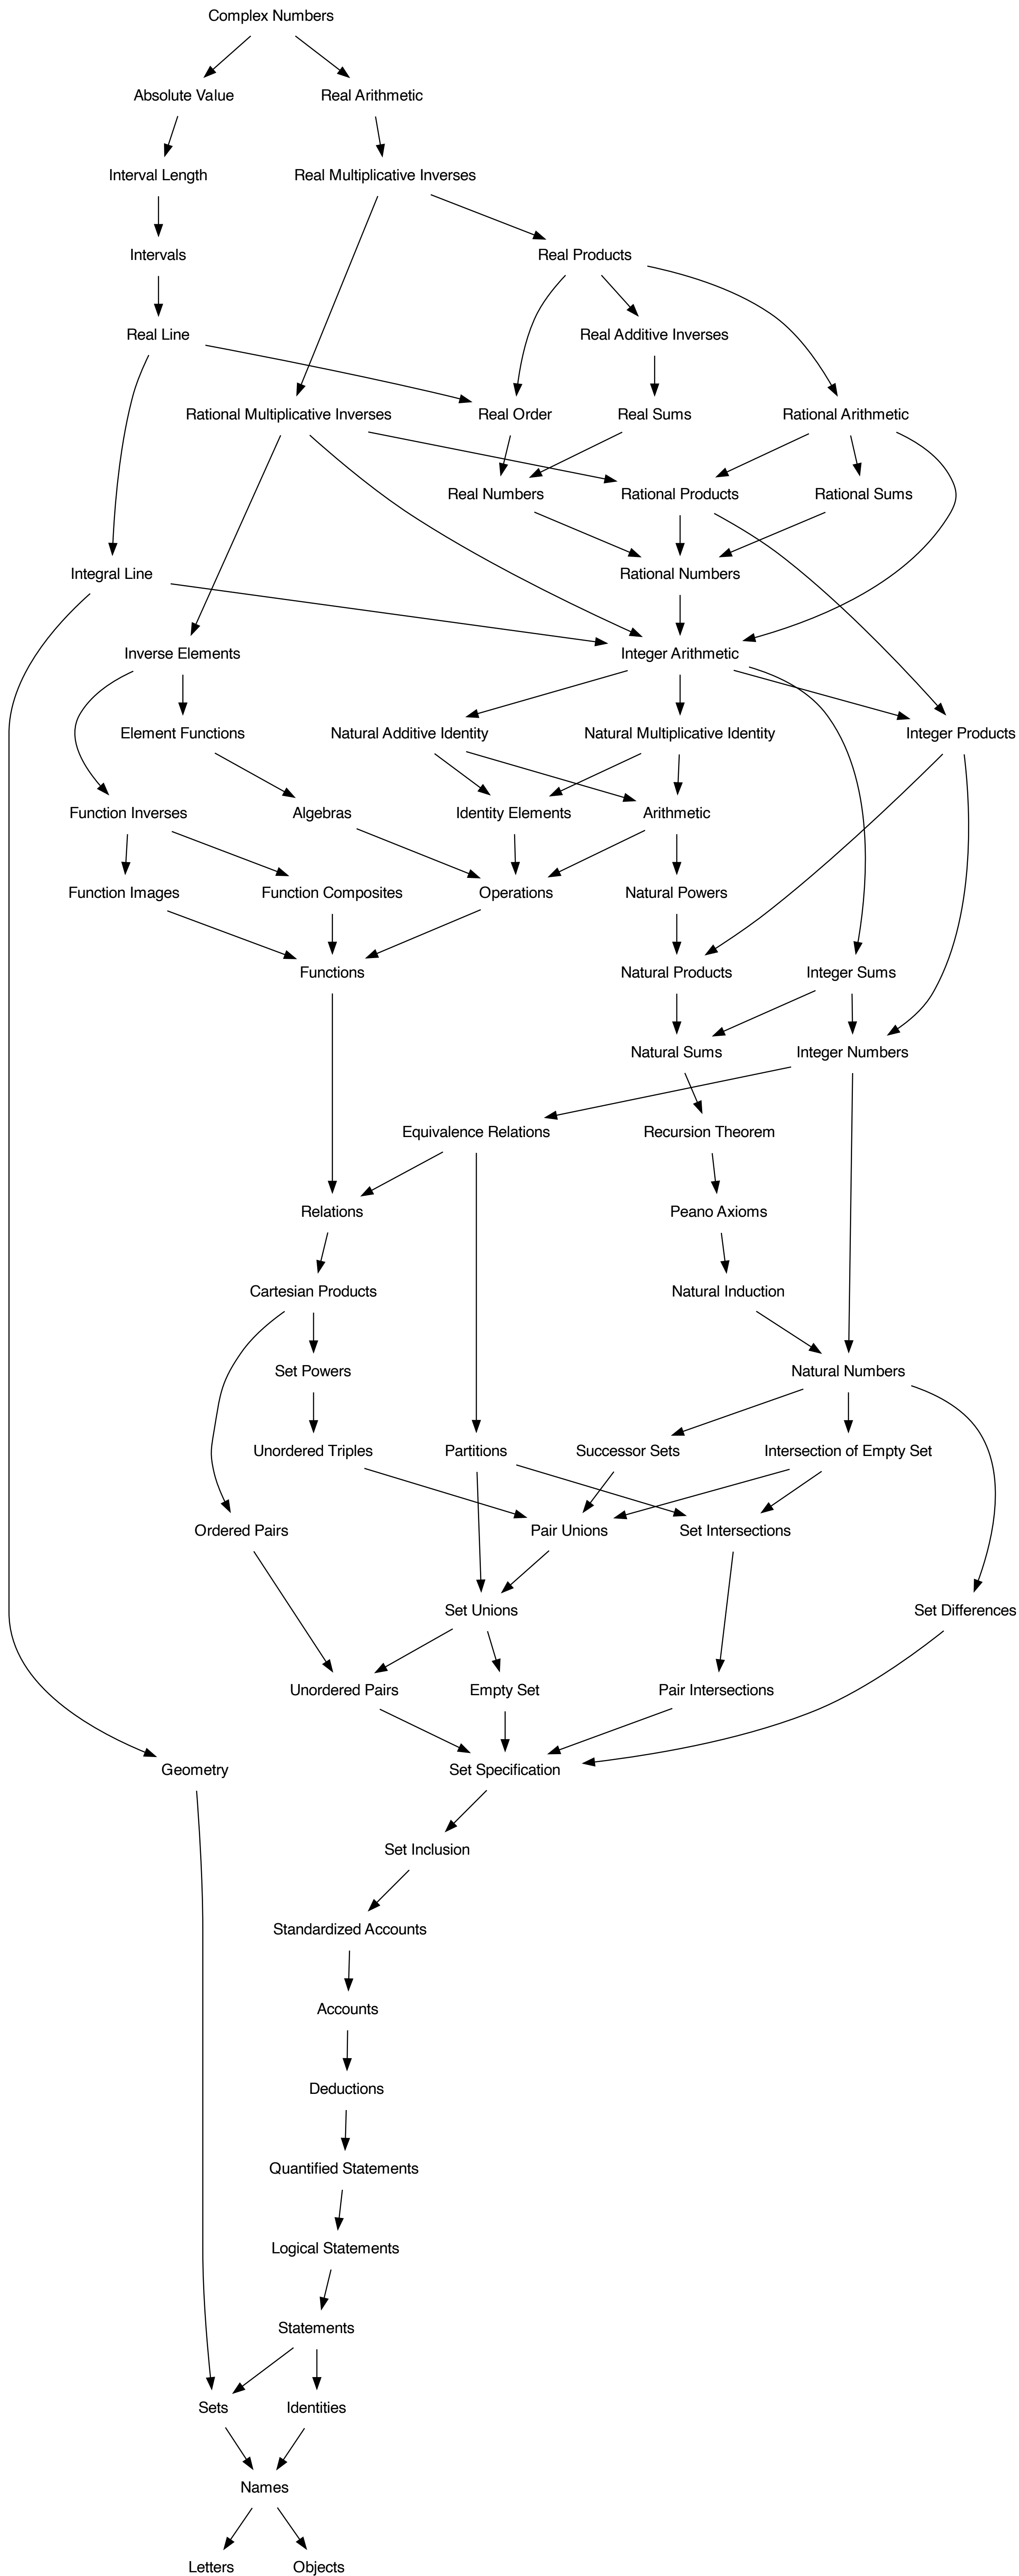 Complex Numbers
Absolute Value
Real Arithmetic
Interval Length
Real Multiplicative Inverses
Intervals
Real Products
Real Line
Real Additive Inverses
Rational Multiplicative Inverses
Real Order
Real Sums
Rational Arithmetic
Real Numbers
Rational Products
Rational Sums
Integral Line
Rational Numbers
Inverse Elements
Integer Arithmetic
Element Functions
Natural Additive Identity
Natural Multiplicative Identity
Integer Products
Function Inverses
Algebras
Identity Elements
Arithmetic
Function Images
Function Composites
Operations
Natural Powers
Functions
Natural Products
Integer Sums
Natural Sums
Integer Numbers
Equivalence Relations
Recursion Theorem
Relations
Peano Axioms
Cartesian Products
Natural Induction
Set Powers
Natural Numbers
Unordered Triples
Partitions
Successor Sets
Intersection of Empty Set
Ordered Pairs
Pair Unions
Set Intersections
Set Unions
Set Differences
Unordered Pairs
Empty Set
Pair Intersections
Geometry
Set Specification
Set Inclusion
Standardized Accounts
Accounts
Deductions
Quantified Statements
Logical Statements
Statements
Sets
Identities
Names
Letters
Objects